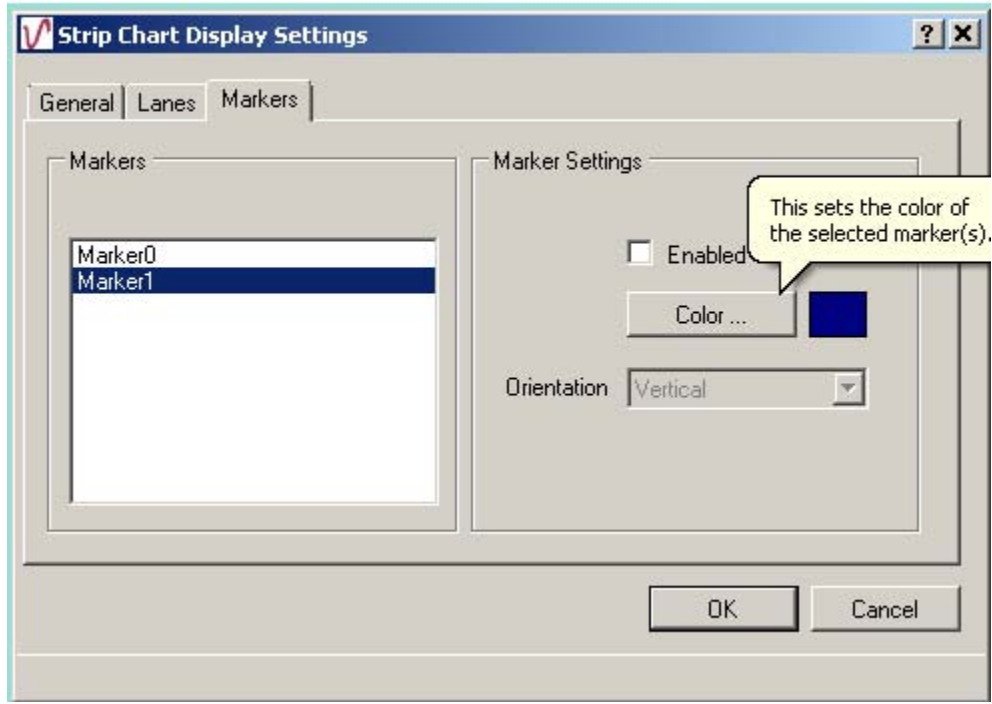 Strip Chart Display Settings
General
Lanes
Markers
Markers
Marker0
Marker1
Marker Settings
This sets the color of
the selected marker(s).
Enabled
Color ...
Orientation
Vertical
OK
Cancel